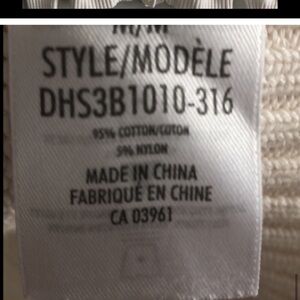 M/M
STYLE/MODÈLE
DHS3B1010-316
95% COTTON/COTON
5% NYLON
MADE IN CHINA
FABRIQUÉ EN CHINE
CA 03961